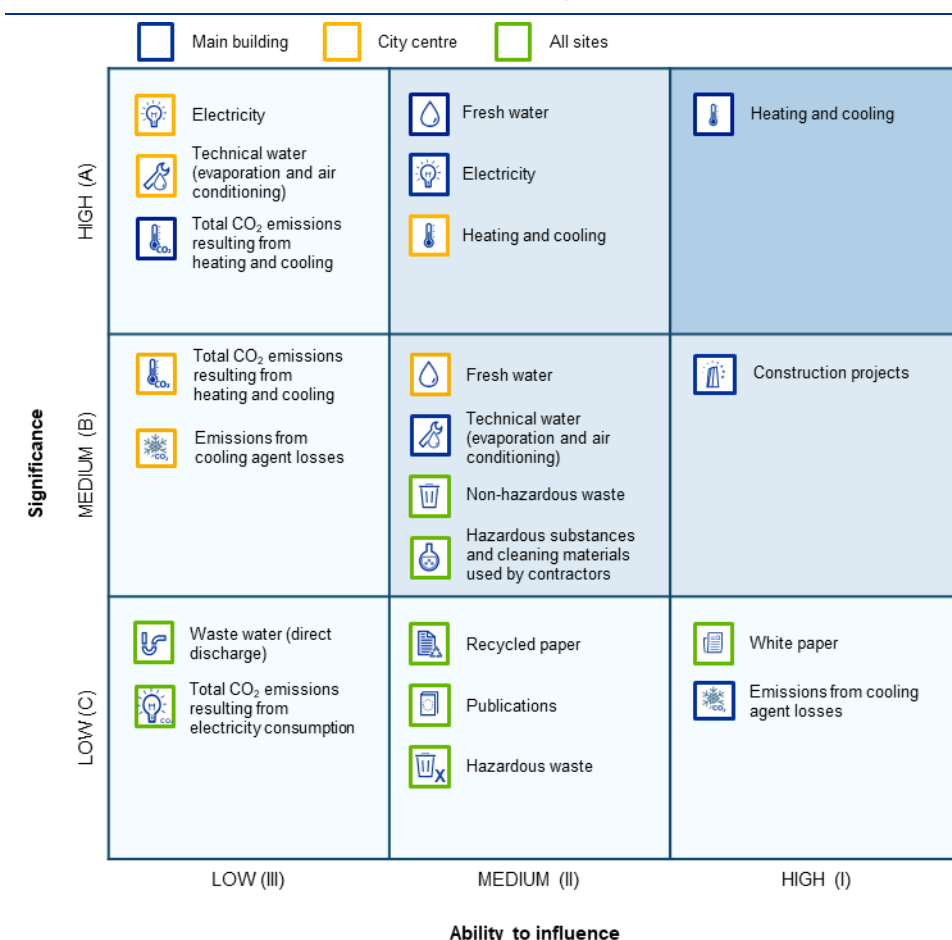 Main building
City centre
All sites
Significance
HIGH (A)
Electricity
Technical water
(evaporation and air
conditioning)
Total CO₂ emissions
resulting from
heating and cooling
CO₂
Fresh water
Electricity
Heating and cooling
Heating and cooling
MEDIUM (B)
Total CO₂ emissions
resulting from
heating and cooling
CO₂
Emissions from
cooling agent losses
CO₂
Fresh water
Technical water
(evaporation and air
conditioning)
Non-hazardous waste
Hazardous substances
and cleaning materials
used by contractors
Construction projects
LOW (C)
Waste water (direct
discharge)
Total CO₂ emissions
resulting from
electricity consumption
CO₂
Recycled paper
Publications
Hazardous waste
X
White paper
Emissions from cooling
agent losses
CO₂
LOW (III)
MEDIUM (II)
HIGH (I)
Ability to influence